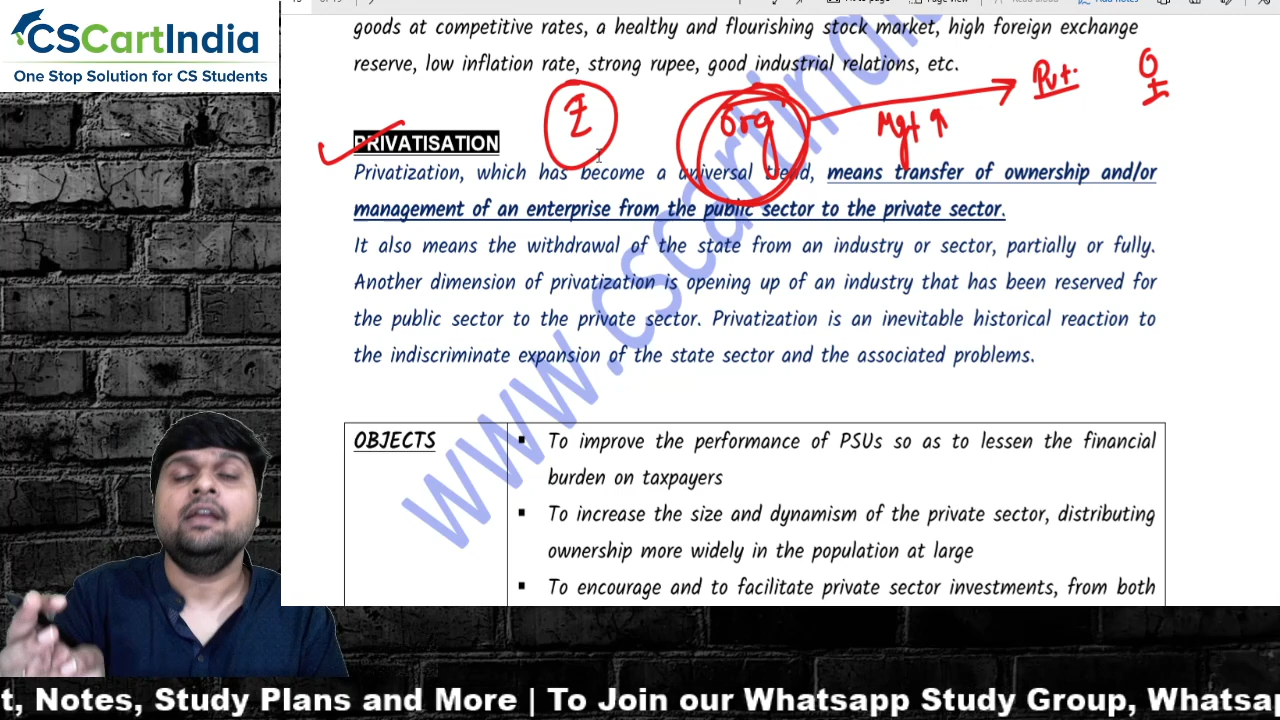 CSCartIndia
One Stop Solution for CS Students
goods at competitive rates, a healthy and flourishing stock market, high foreign exchange
reserve, low inflation rate, strong rupee, good industrial relations, etc.
Org
Mgt
Pvt.
PRIVATISATION
Privatization, which has become a universal trend, means transfer of ownership and/or
management of an enterprise from the public sector to the private sector.
It also means the withdrawal of the state from an industry or sector, partially or fully.
Another dimension of privatization is opening up of an industry that has been reserved for
the public sector to the private sector. Privatization is an inevitable historical reaction to
the indiscriminate expansion of the state sector and the associated problems.
OBJECTS
▪ To improve the performance of PSUs so as to lessen the financial
burden on taxpayers
▪ To increase the size and dynamism of the private sector, distributing
ownership more widely in the population at large
▪ To encourage and to facilitate private sector investments, from both
www.cscartindia
t, Notes, Study Plans and More | To Join our Whatsapp Study Group, Whatsa